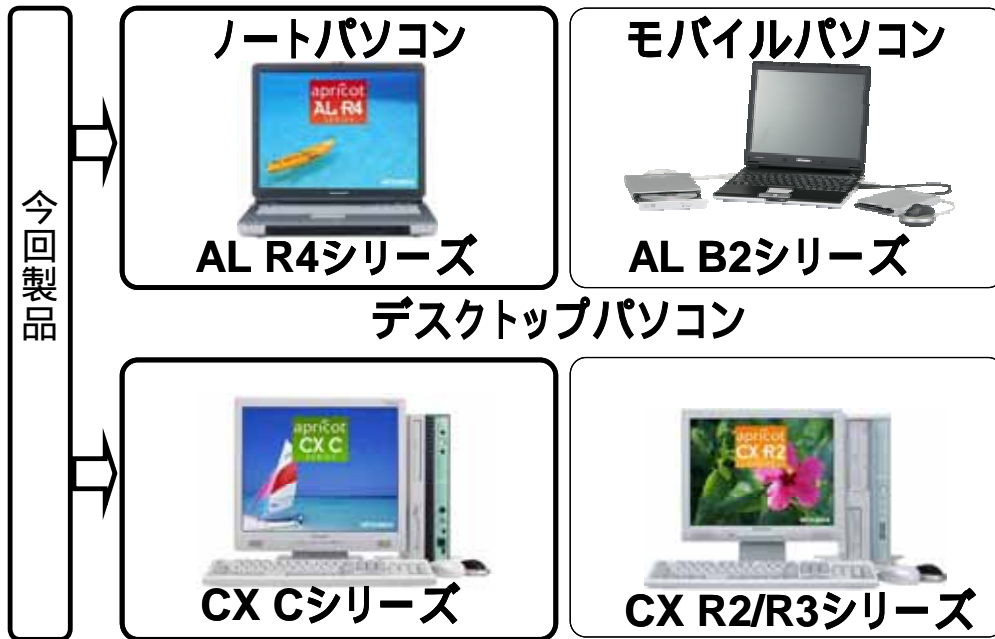 今回製品
ノートパソコン
apricot
AL R4
SERIES
AL R4シリーズ
モバイルパソコン
AL B2シリーズ
デスクトップパソコン
apricot
CX C
SERIES
CX Cシリーズ
apricot
CX R2
CX R2/R3シリーズ